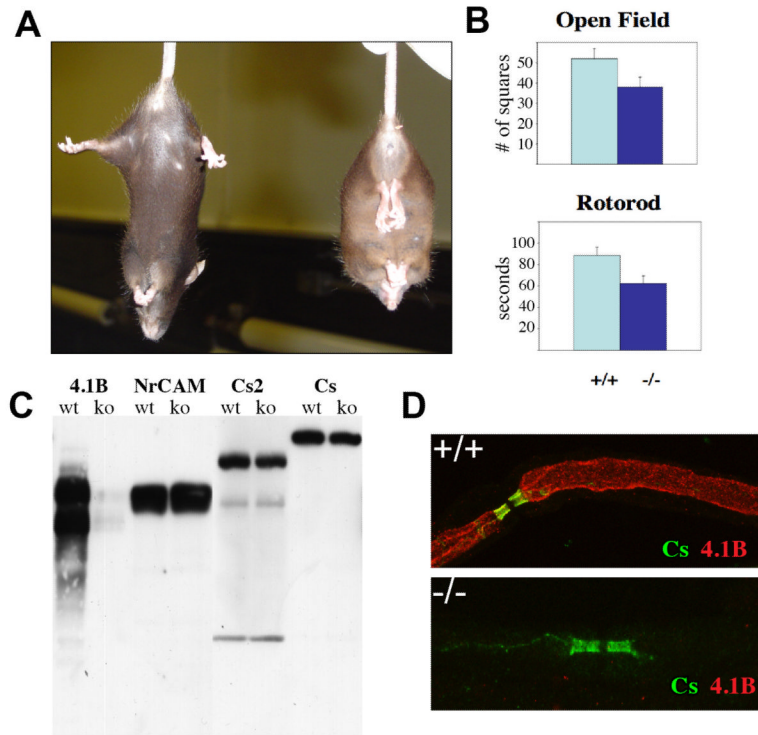 A
B
Open Field
# of squares
50
40
30
20
10
Rotorod
seconds
100
80
60
40
20
+/+ -/-
C
4.1B NrCAM Cs2 Cs
wt ko wt ko wt ko wt ko
D
+/+
Cs 4.1B
-/-
Cs 4.1B